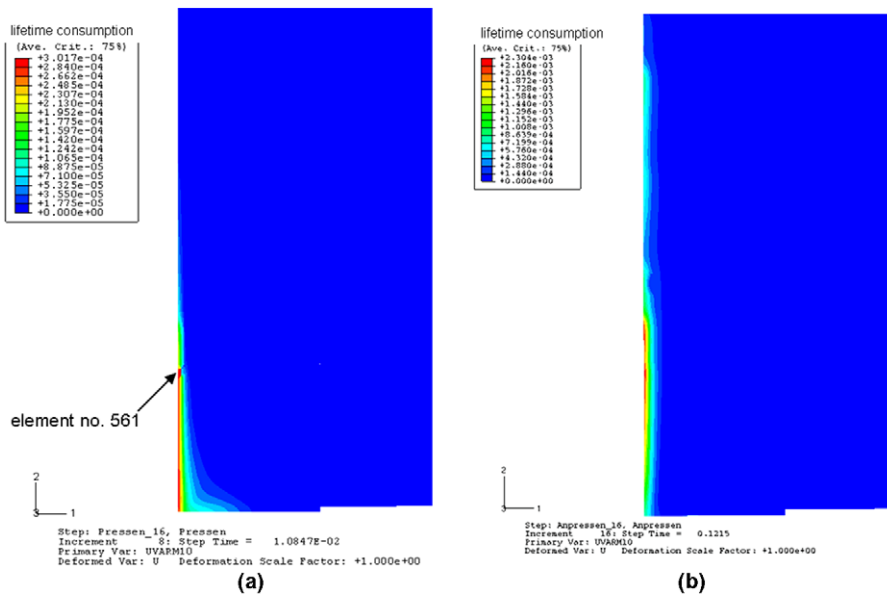 lifetime consumption
(Ave. Crit.: 75%)
+3.017e-04
+2.840e-04
+2.662e-04
+2.485e-04
+2.307e-04
+2.130e-04
+1.952e-04
+1.775e-04
+1.597e-04
+1.420e-04
+1.242e-04
+1.065e-04
+8.875e-05
+7.100e-05
+5.325e-05
+3.550e-05
+1.775e-05
+0.000e+00
element no. 561
2
3 1
Step: Pressen_16, Pressen
Increment 8: Step Time = 1.0847E-02
Primary Var: UVARM10
Deformed Var: U Deformation Scale Factor: +1.000e+00
(a)
lifetime consumption
(Ave. Crit.: 75%)
+2.304e-03
+2.160e-03
+2.016e-03
+1.872e-03
+1.728e-03
+1.584e-03
+1.440e-03
+1.296e-03
+1.152e-03
+1.008e-03
+8.639e-04
+7.199e-04
+5.760e-04
+4.320e-04
+2.880e-04
+1.440e-04
+0.000e+00
2
3 1
Step: Anpressen_16, Anpressen
Increment 16: Step Time = 0.1215
Primary Var: UVARM10
Deformed Var: U Deformation Scale Factor: +1.000e+00
(b)